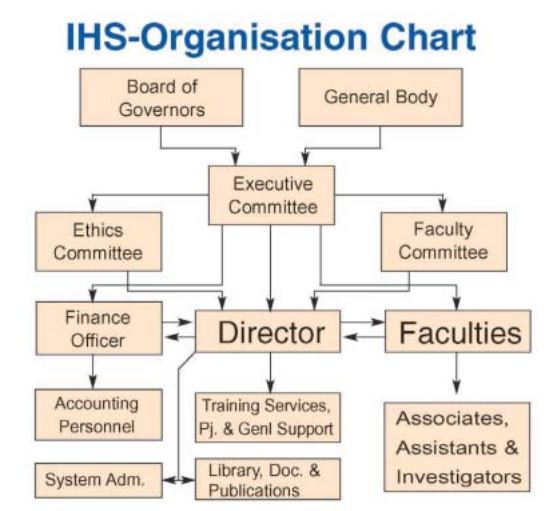 IHS-Organisation Chart
Board of
Governors
General Body
Executive
Committee
Ethics
Committee
Faculty
Committee
Finance
Officer
Director
Faculties
Accounting
Personnel
Training Services,
Pj. & Genl Support
Associates,
Assistants &
Investigators
System Adm.
Library, Doc. &
Publications